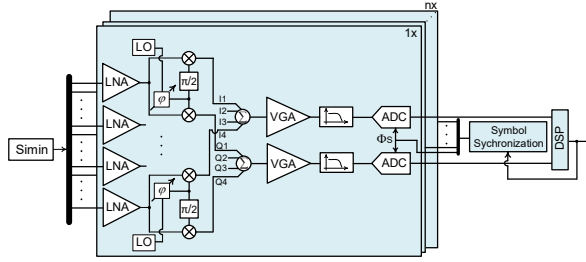 nx
1x
LO
LNA
π/2
φ
LNA
I1
I2
I3
I4
Σ
VGA
ADC
Simin
Φs
Symbol
Sychronization
DSP
LNA
Q1
Q2
Q3
Q4
Σ
VGA
ADC
φ
π/2
LNA
LO